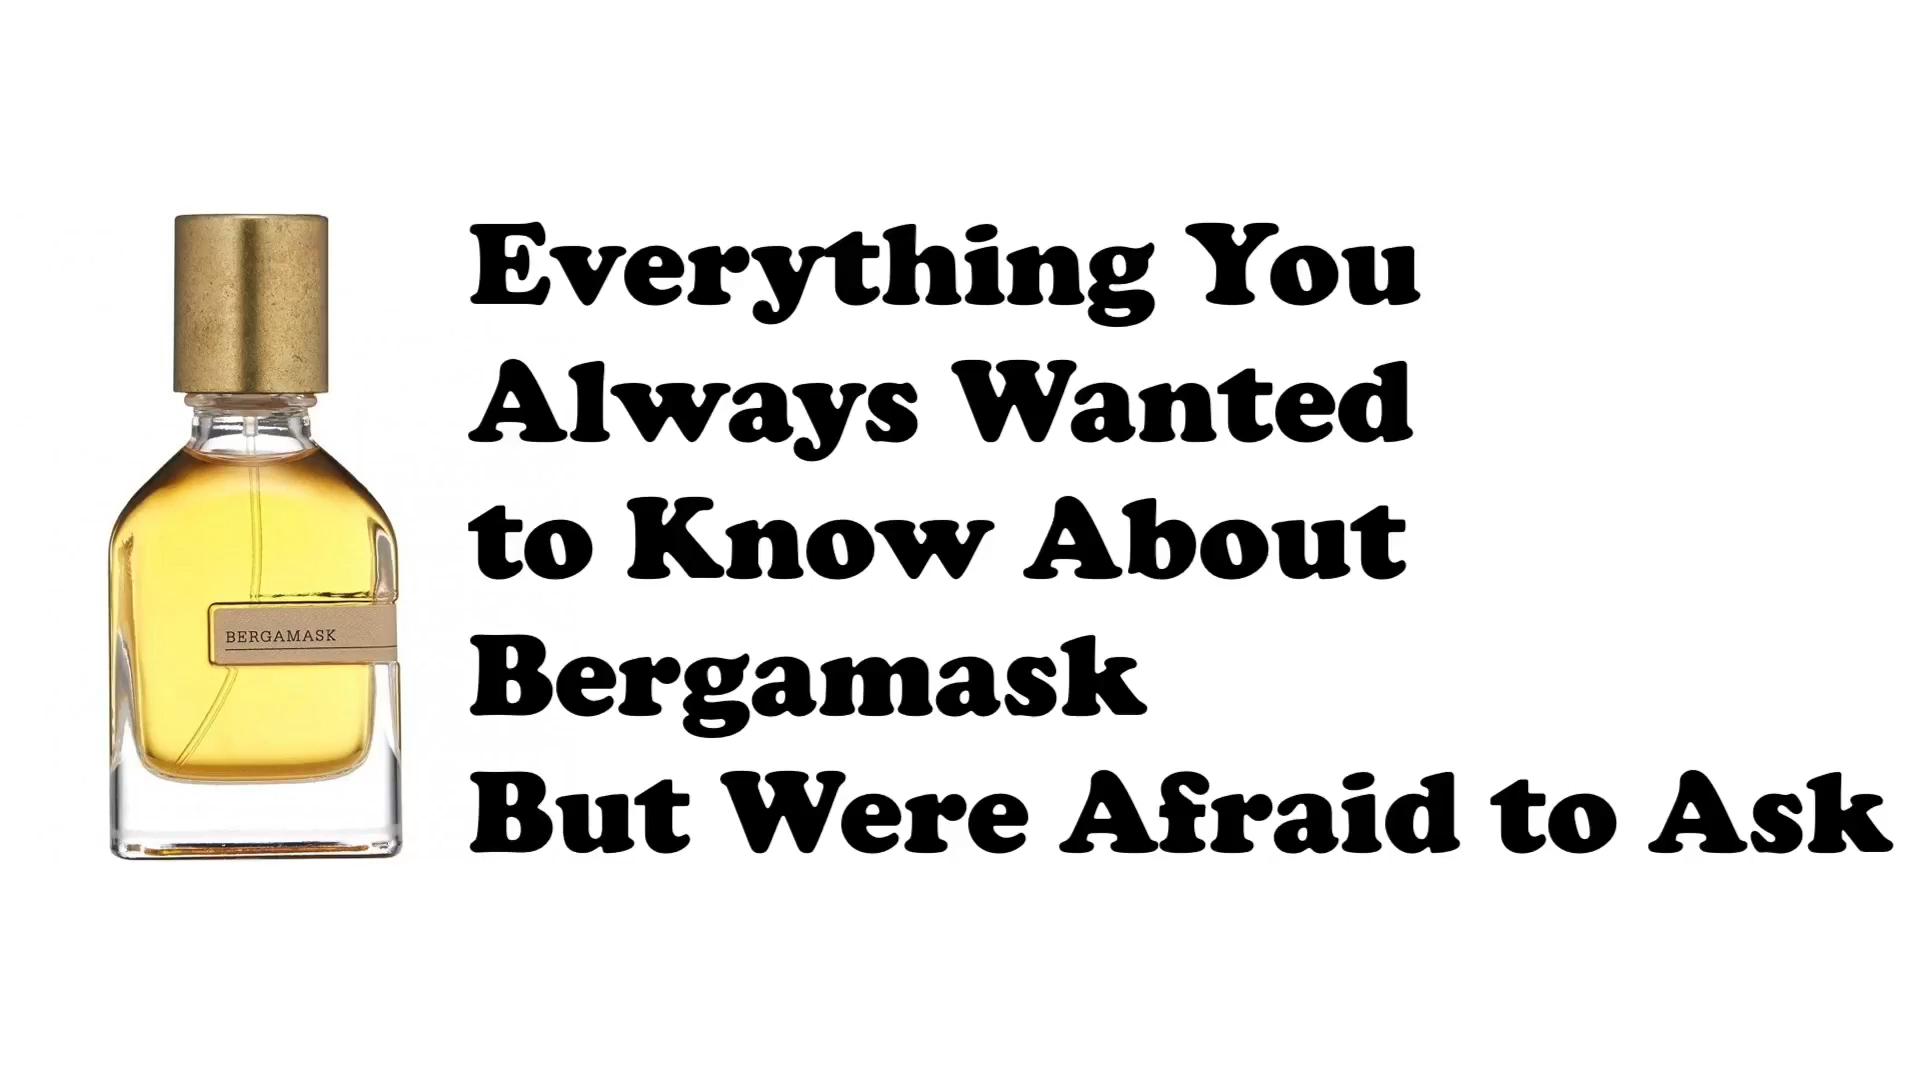 Everything You
Always Wanted
to Know About
Bergamask
But Were Afraid to Ask
BERGAMASK